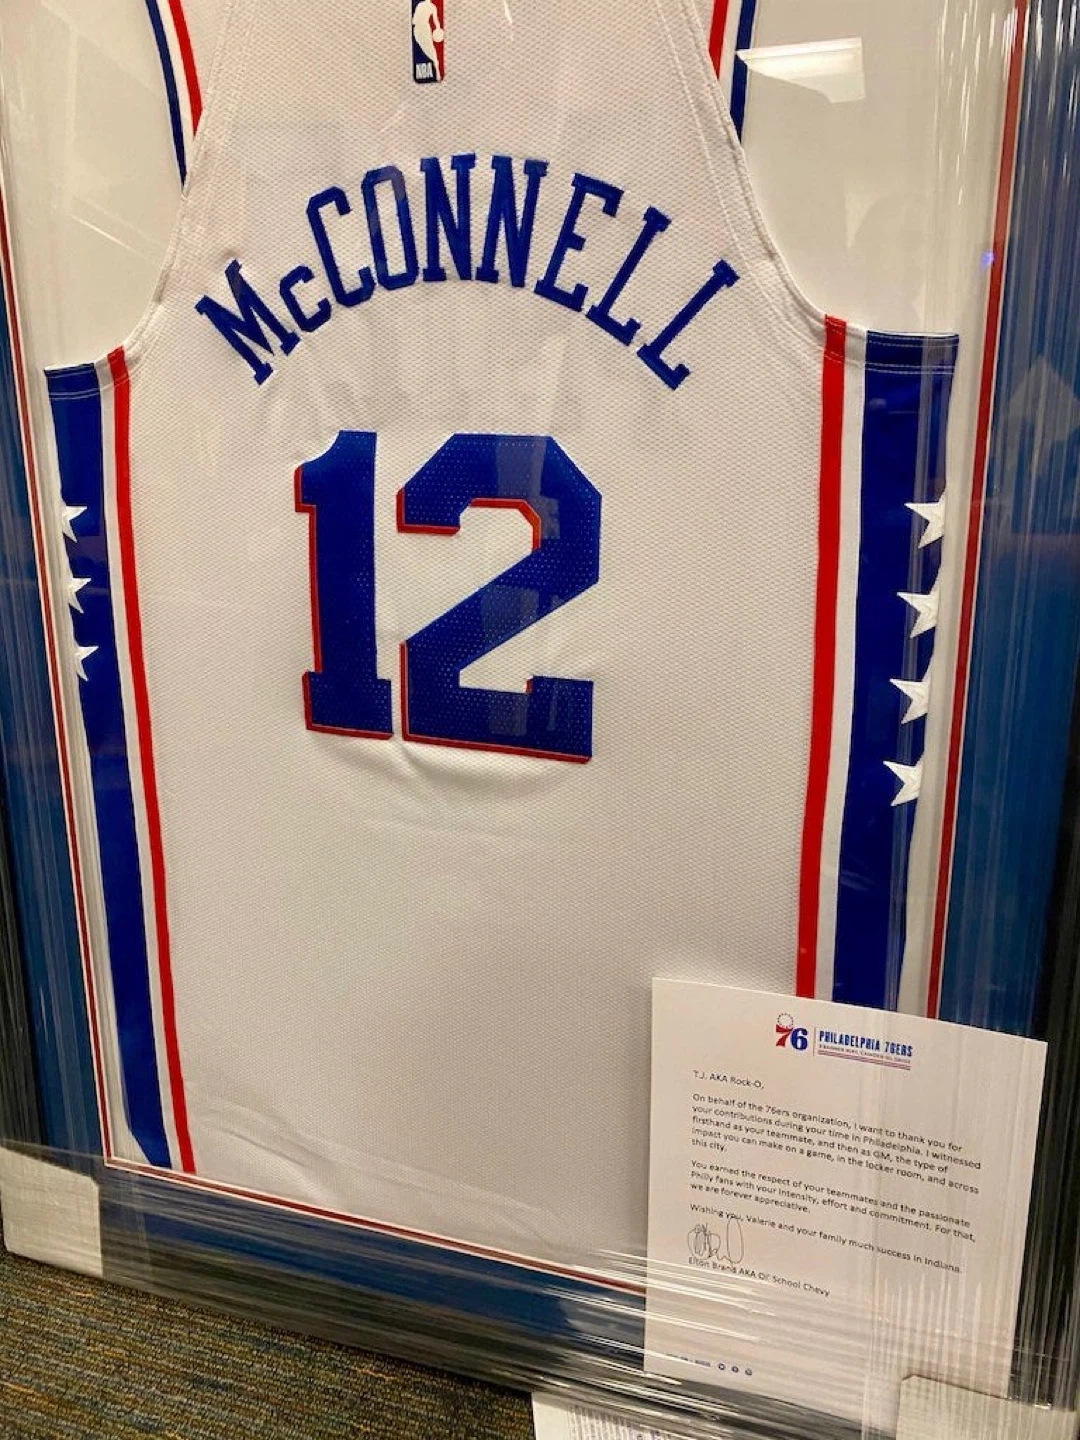 NBA
McCONNELL
12
76 PHILADELPHIA 76ERS
T.J. AKA Rock-O,
On behalf of the 76ers organization, I want to thank you for
your contributions during your time in Philadelphia. I witnessed
firsthand as your teammate, and then as GM, the type of
impact you can make on a game, in the locker room, and across
this city.
You earned the respect of your teammates and the passionate
Philly fans with your intensity, effort and commitment. For that,
we are forever appreciative.
Wishing you, Valerie and your family much success in Indiana.
Elton Brand AKA Ol' School Chevy